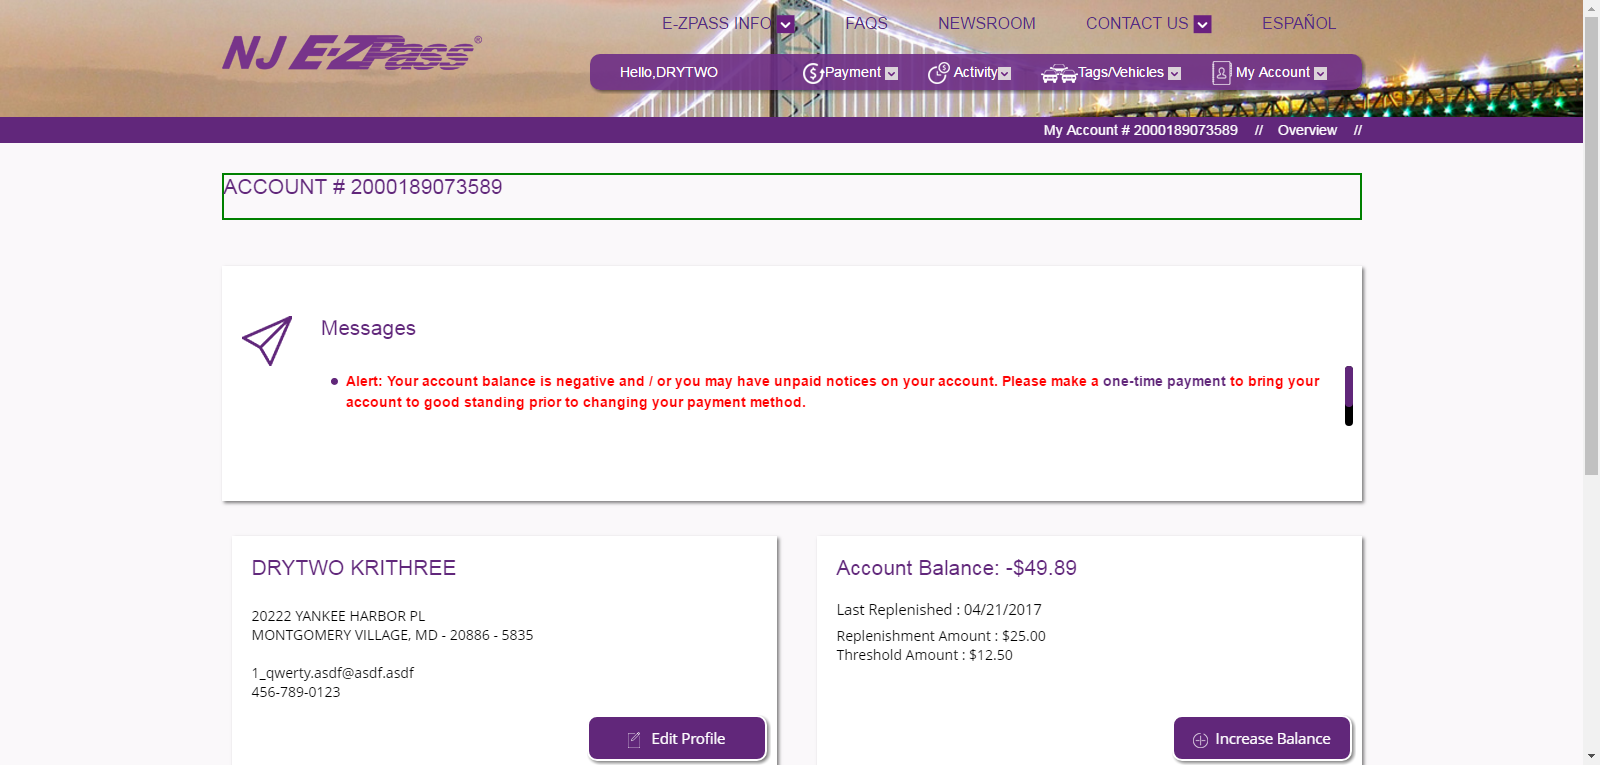 E-ZPASS INFO FAQS NEWSROOM CONTACT US ESPAÑOL
NJ E-ZPass®
Hello,DRYTWO Payment Activity Tags/Vehicles My Account
My Account # 2000189073589 // Overview //
ACCOUNT # 2000189073589
Messages
Alert: Your account balance is negative and / or you may have unpaid notices on your account. Please make a one-time payment to bring your
account to good standing prior to changing your payment method.
DRYTWO KRITHREE
20222 YANKEE HARBOR PL
MONTGOMERY VILLAGE, MD - 20886 - 5835
1_qwerty.asdf@asdf.asdf
456-789-0123
Edit Profile
Account Balance: -$49.89
Last Replenished : 04/21/2017
Replenishment Amount : $25.00
Threshold Amount : $12.50
Increase Balance